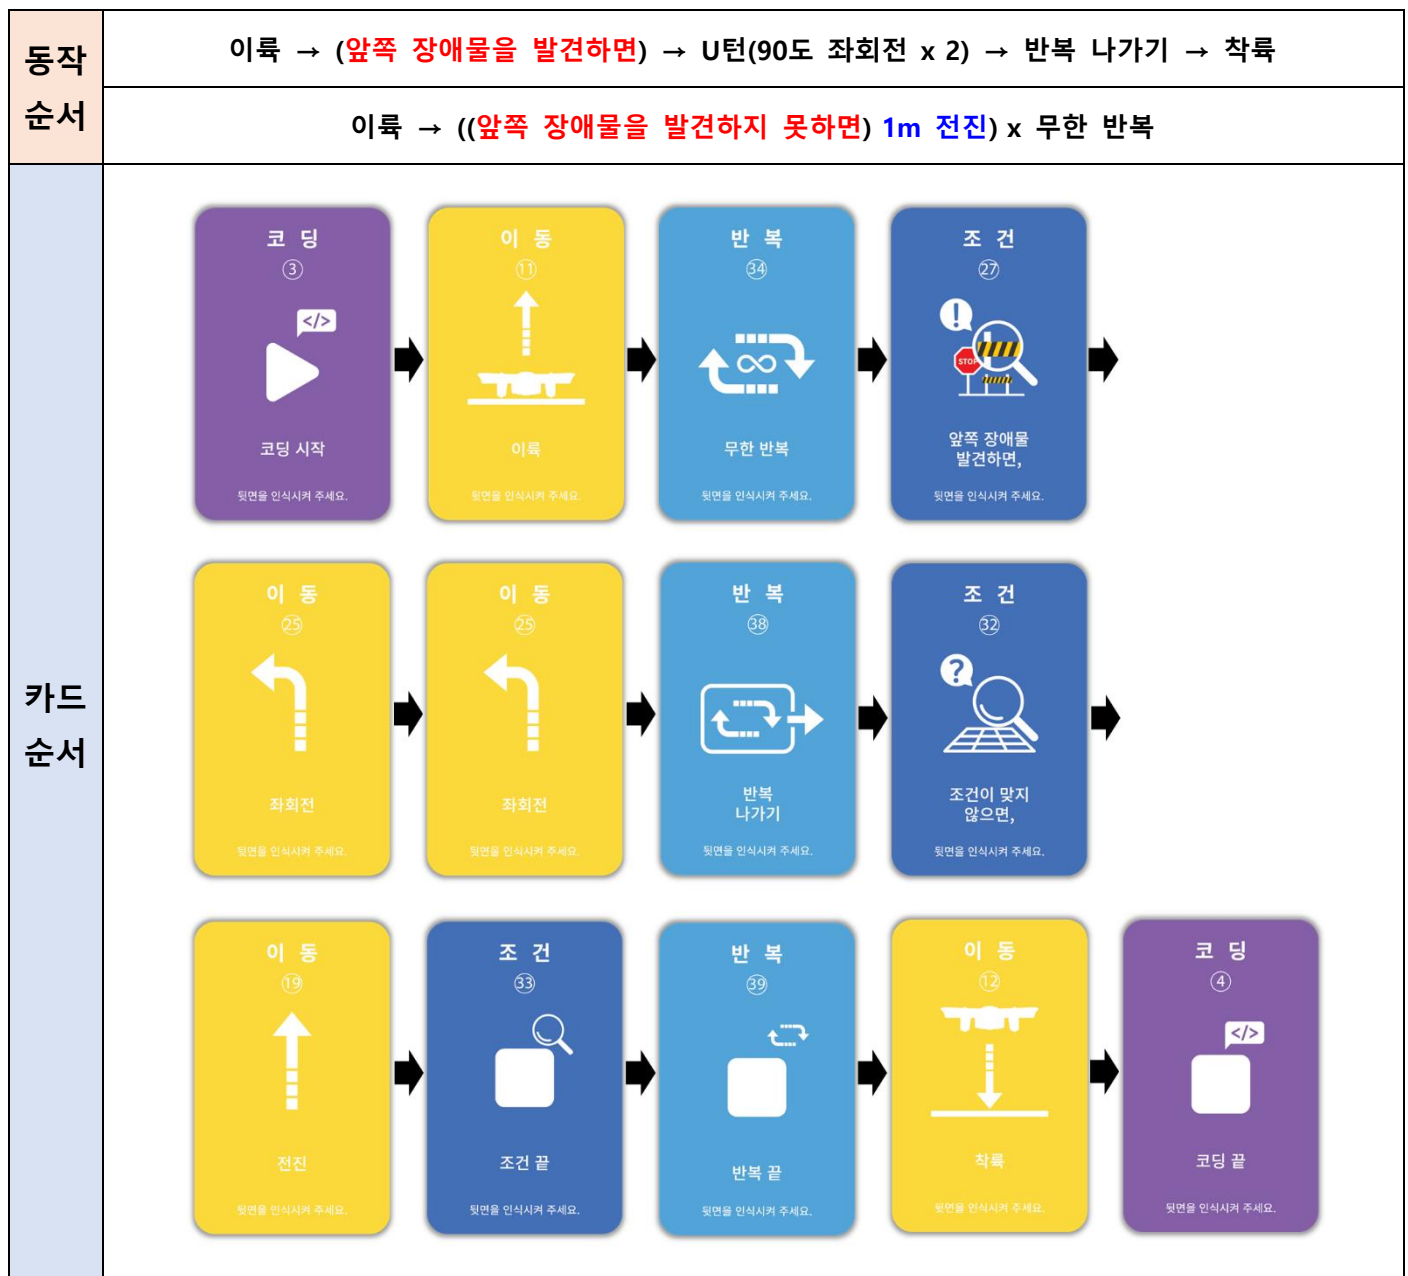 동작
순서
이륙 → (앞쪽 장애물을 발견하면) → U턴(90도 좌회전 x 2) → 반복 나가기 → 착륙
이륙 → ((앞쪽 장애물을 발견하지 못하면) 1m 전진) x 무한 반복
카드
순서
코 딩
③
</>
코딩 시작
뒷면을 인식시켜 주세요.
이 동
⑪
이륙
뒷면을 인식시켜 주세요.
반 복
㉞
∞
무한 반복
뒷면을 인식시켜 주세요.
조 건
㉗
!
STOP
앞쪽 장애물
발견하면,
뒷면을 인식시켜 주세요.
이 동
㉕
좌회전
뒷면을 인식시켜 주세요.
이 동
㉕
좌회전
뒷면을 인식시켜 주세요.
반 복
㊳
반복
나가기
뒷면을 인식시켜 주세요.
조 건
㉜
?
조건이 맞지
않으면,
뒷면을 인식시켜 주세요.
이 동
⑲
전진
뒷면을 인식시켜 주세요.
조 건
㉝
조건 끝
뒷면을 인식시켜 주세요.
반 복
㊴
반복 끝
뒷면을 인식시켜 주세요.
이 동
⑫
착륙
뒷면을 인식시켜 주세요.
코 딩
④
</>
코딩 끝
뒷면을 인식시켜 주세요.